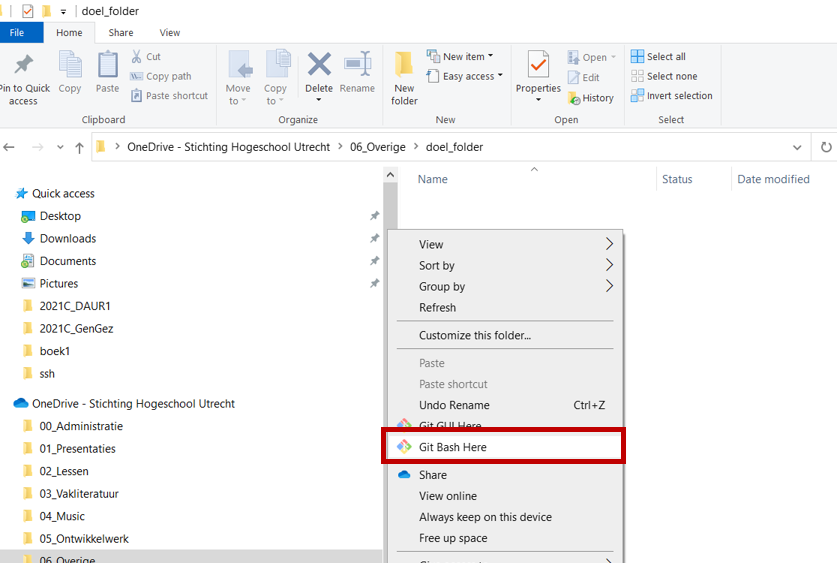 doel_folder
File Home Share View
Pin to Quick access
Copy
Paste
Cut
Copy path
Paste shortcut
Clipboard
Move to
Copy to
Delete
Rename
Organize
New folder
New item
Easy access
New
Properties
Open
Edit
History
Open
Select all
Select none
Invert selection
Select
OneDrive - Stichting Hogeschool Utrecht > 06_Overige > doel_folder
Name Status Date modified
Quick access
Desktop
Downloads
Documents
Pictures
2021C_DAUR1
2021C_GenGez
boek1
ssh
OneDrive - Stichting Hogeschool Utrecht
00_Administratie
01_Presentaties
02_Lessen
03_Vakliteratuur
04_Music
05_Ontwikkelwerk
06_Overige
View
Sort by
Group by
Refresh
Customize this folder...
Paste
Paste shortcut
Undo Rename Ctrl+Z
Git GUI Here
Git Bash Here
Share
View online
Always keep on this device
Free up space